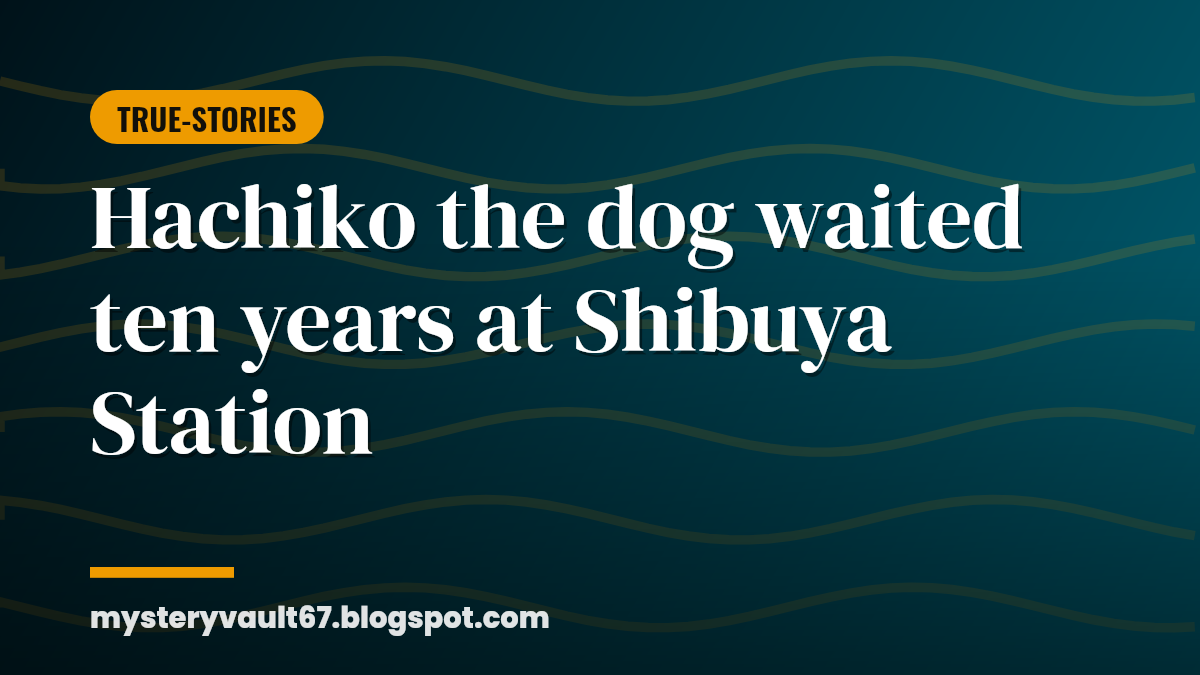 TRUE-STORIES
Hachiko the dog waited
ten years at Shibuya
Station
mysteryvault67.blogspot.com